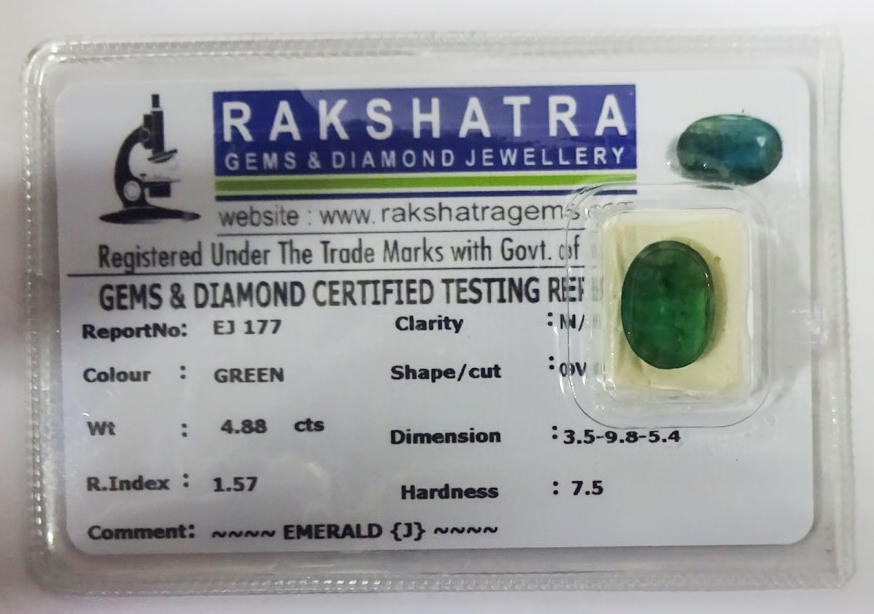 RAKSHATRA
GEMS & DIAMOND JEWELLERY
website : www.rakshatragems.com
Registered Under The Trade Marks with Govt. of
GEMS & DIAMOND CERTIFIED TESTING
ReportNo: EJ 177 Clarity :
Colour : GREEN Shape/cut :
Wt : 4.88 cts Dimension : 3.5-9.8-5.4
R.Index : 1.57 Hardness : 7.5
Comment: ~~~~ EMERALD {J} ~~~~